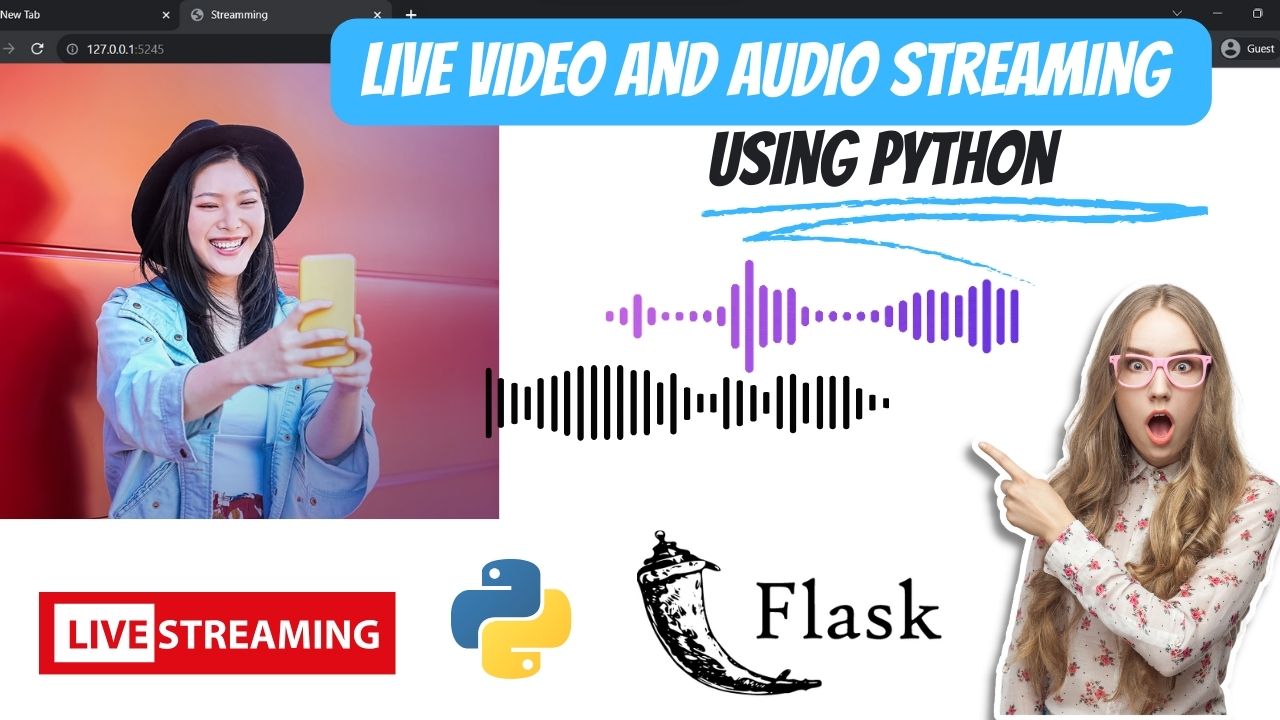 New Tab
Streamming
127.0.0.1:5245
Guest
LIVE VIDEO AND AUDIO STREAMING
USING PYTHON
LIVE STREAMING
Flask